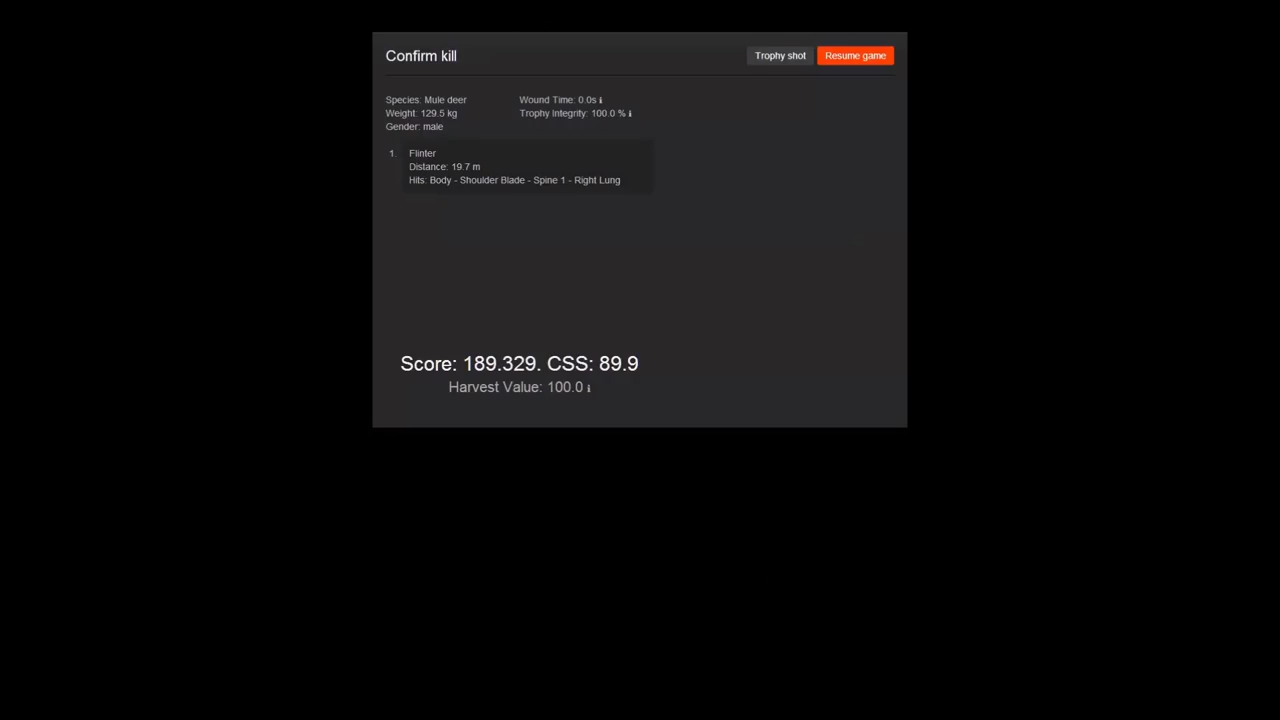 Confirm kill
Trophy shot
Resume game
Species: Mule deer
Weight: 129.5 kg
Gender: male
Wound Time: 0.0s
Trophy Integrity: 100.0 %
1.
Flinter
Distance: 19.7 m
Hits: Body - Shoulder Blade - Spine 1 - Right Lung
Score: 189.329. CSS: 89.9
Harvest Value: 100.0